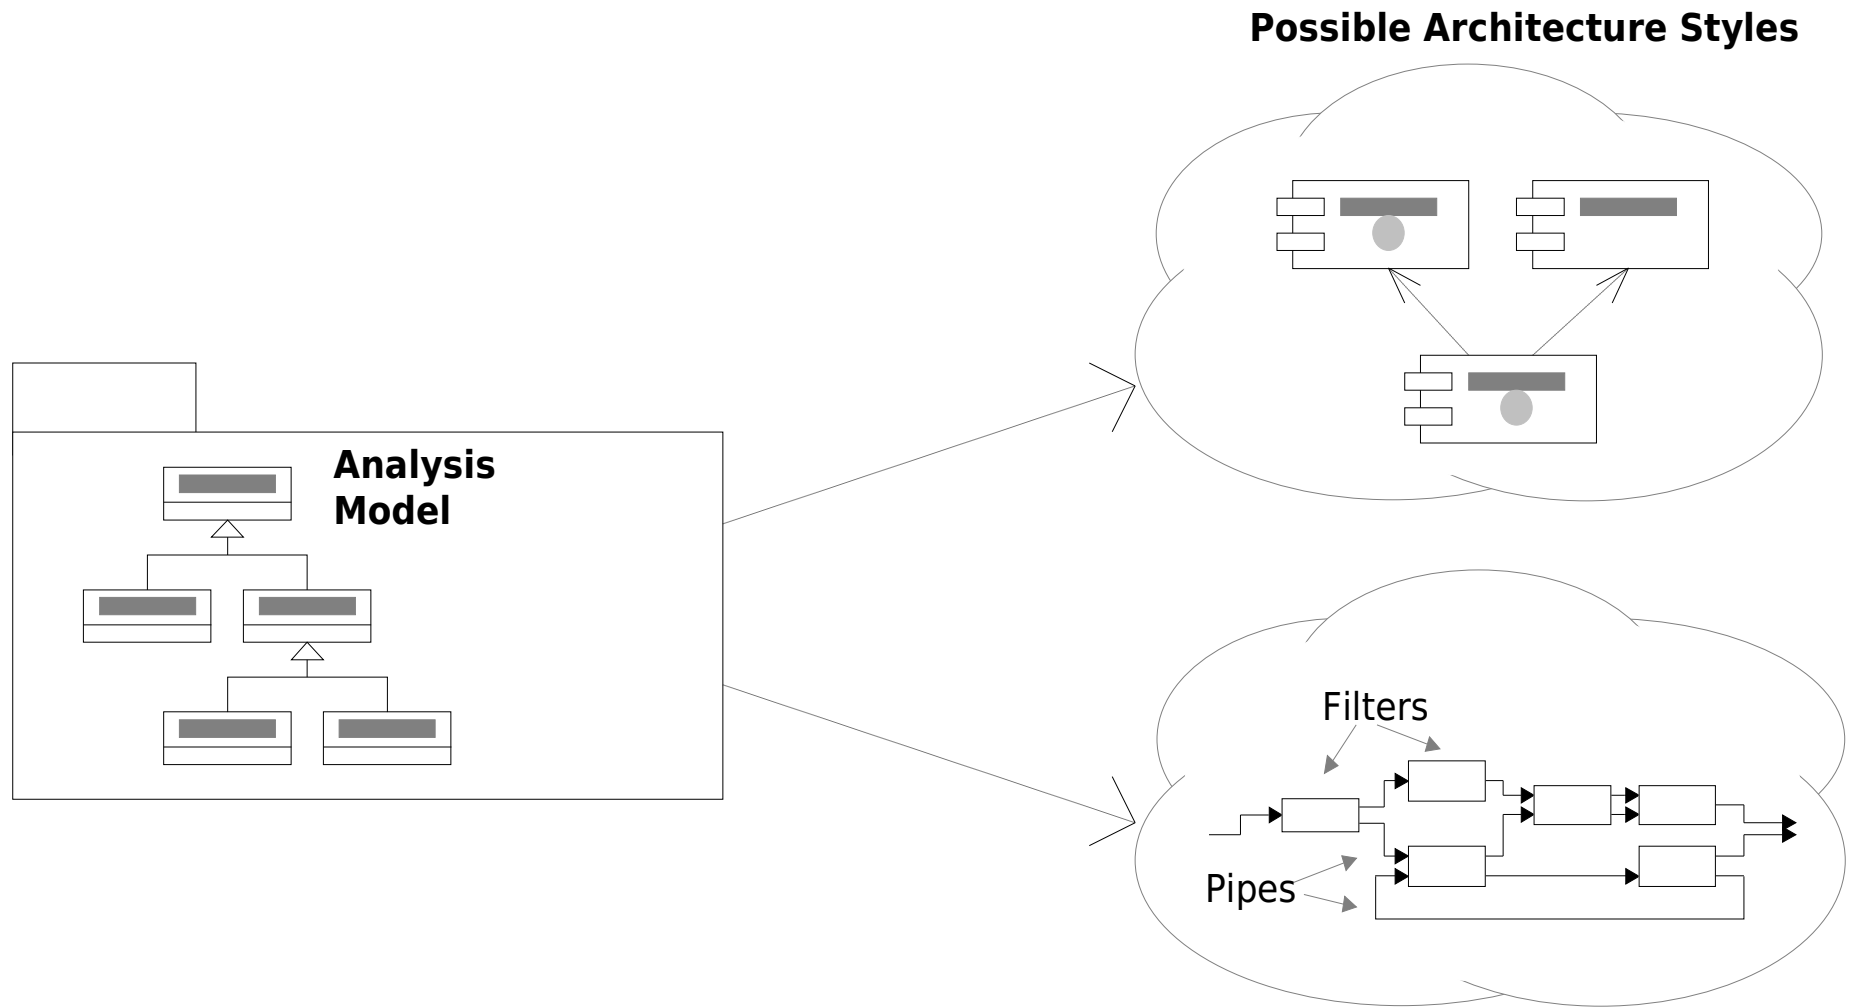 Possible Architecture Styles
Analysis
Model
Filters
Pipes